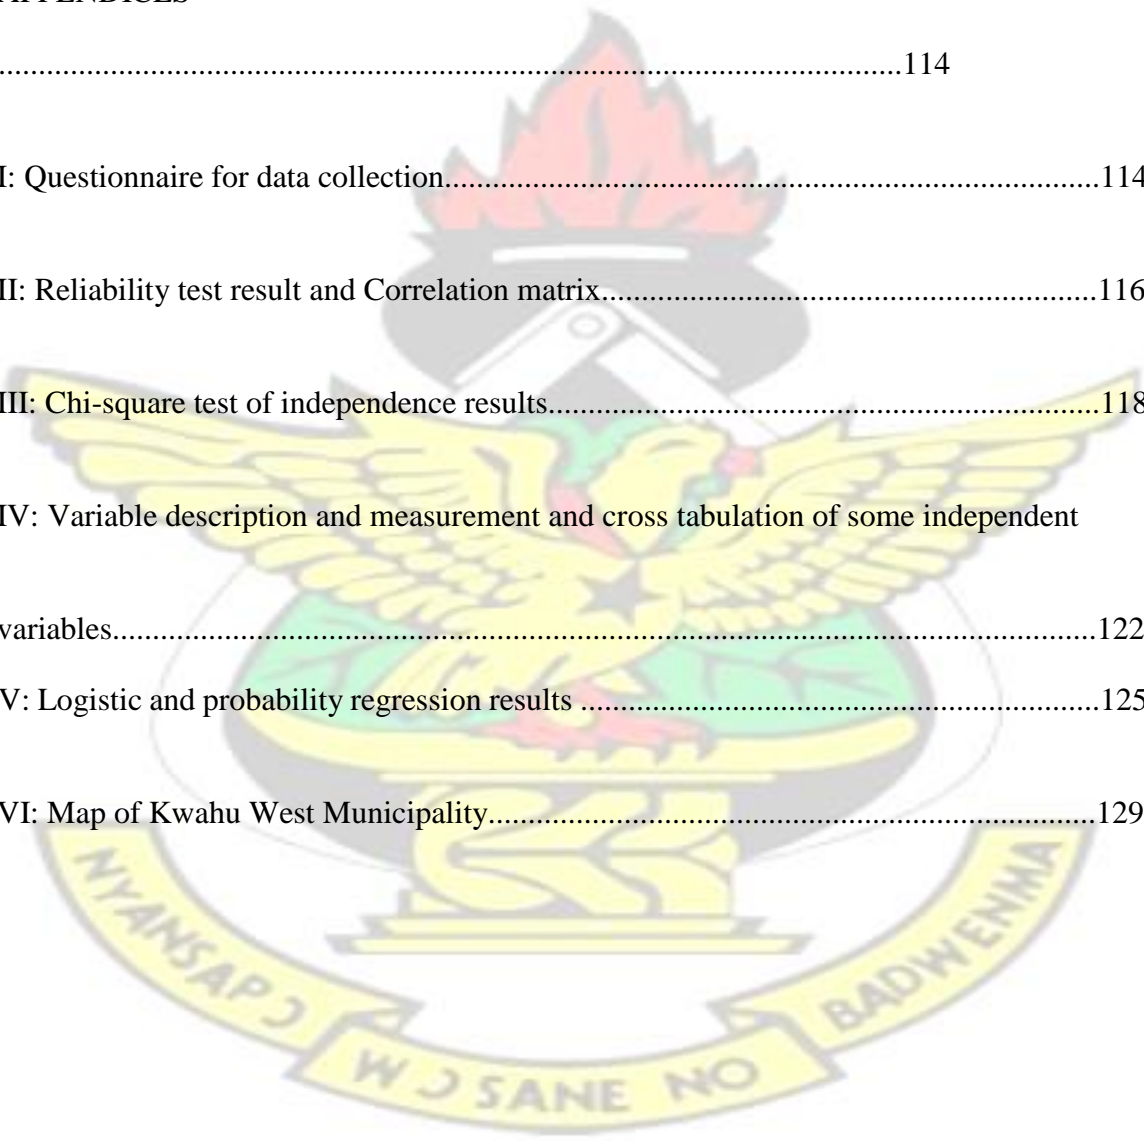 APPENDICES
....................................................................................................................114
I: Questionnaire for data collection....................................................................................114
II: Reliability test result and Correlation matrix...............................................................116
III: Chi-square test of independence results......................................................................118
IV: Variable description and measurement and cross tabulation of some independent
variables..............................................................................................................................122
V: Logistic and probability regression results ..................................................................125
VI: Map of Kwahu West Municipality..............................................................................129
NYANSAPƆ
WƆSANE NO
BADWENMA